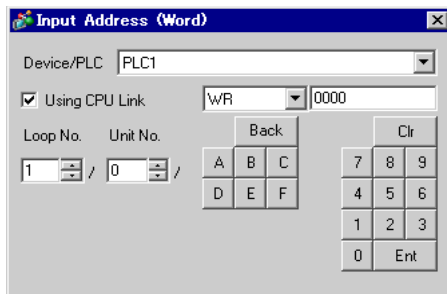 Input Address (Word)
Device/PLC PLC1
Using CPU Link WR 0000
Loop No. Unit No. Back Clr
1 / 0 / A B C 7 8 9
D E F 4 5 6
1 2 3
0 Ent